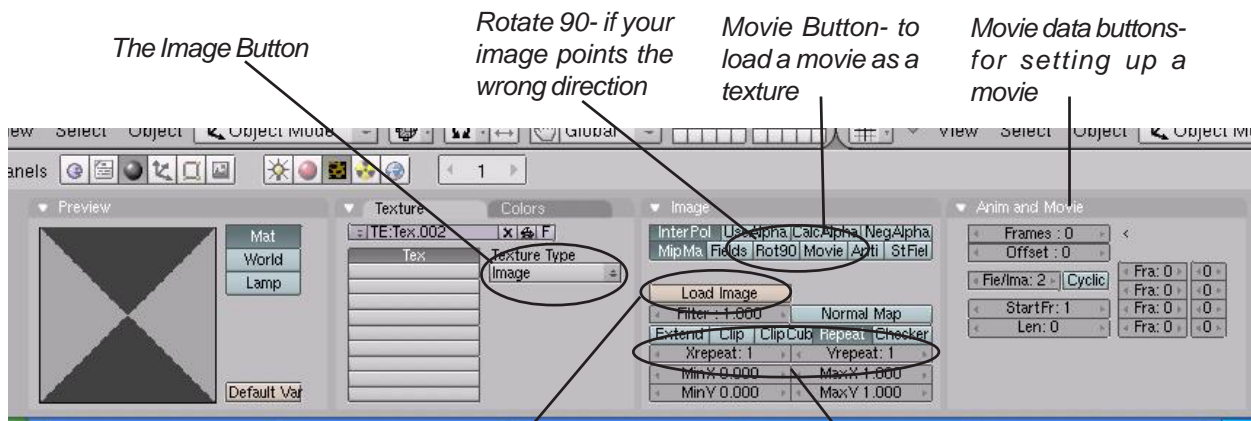 The Image Button
Rotate 90- if your
image points the
wrong direction
Movie Button- to
load a movie as a
texture
Movie data buttons-
for setting up a
movie
Select Object Object Mode Global View Select Object Object M
anels 1
Preview
Mat
World
Lamp
Default Var
Texture Colors
TE:Tex.002 F
Tex
Texture Type
Image
Image
InterPol UseAlpha CalcAlpha NegAlpha
MipMa Fields Rot90 Movie Anti StFiel
Load Image
Filter : 1.000 Normal Map
Extend Clip ClipCub Repeat Checker
Xrepeat: 1 Yrepeat: 1
MinX 0.000 MaxX 1.000
MinY 0.000 MaxY 1.000
Anim and Movie
Frames : 0
Offset : 0
Fie/Ima: 2 Cyclic
StartFr: 1
Len: 0
Fra: 0 0
Fra: 0 0
Fra: 0 0